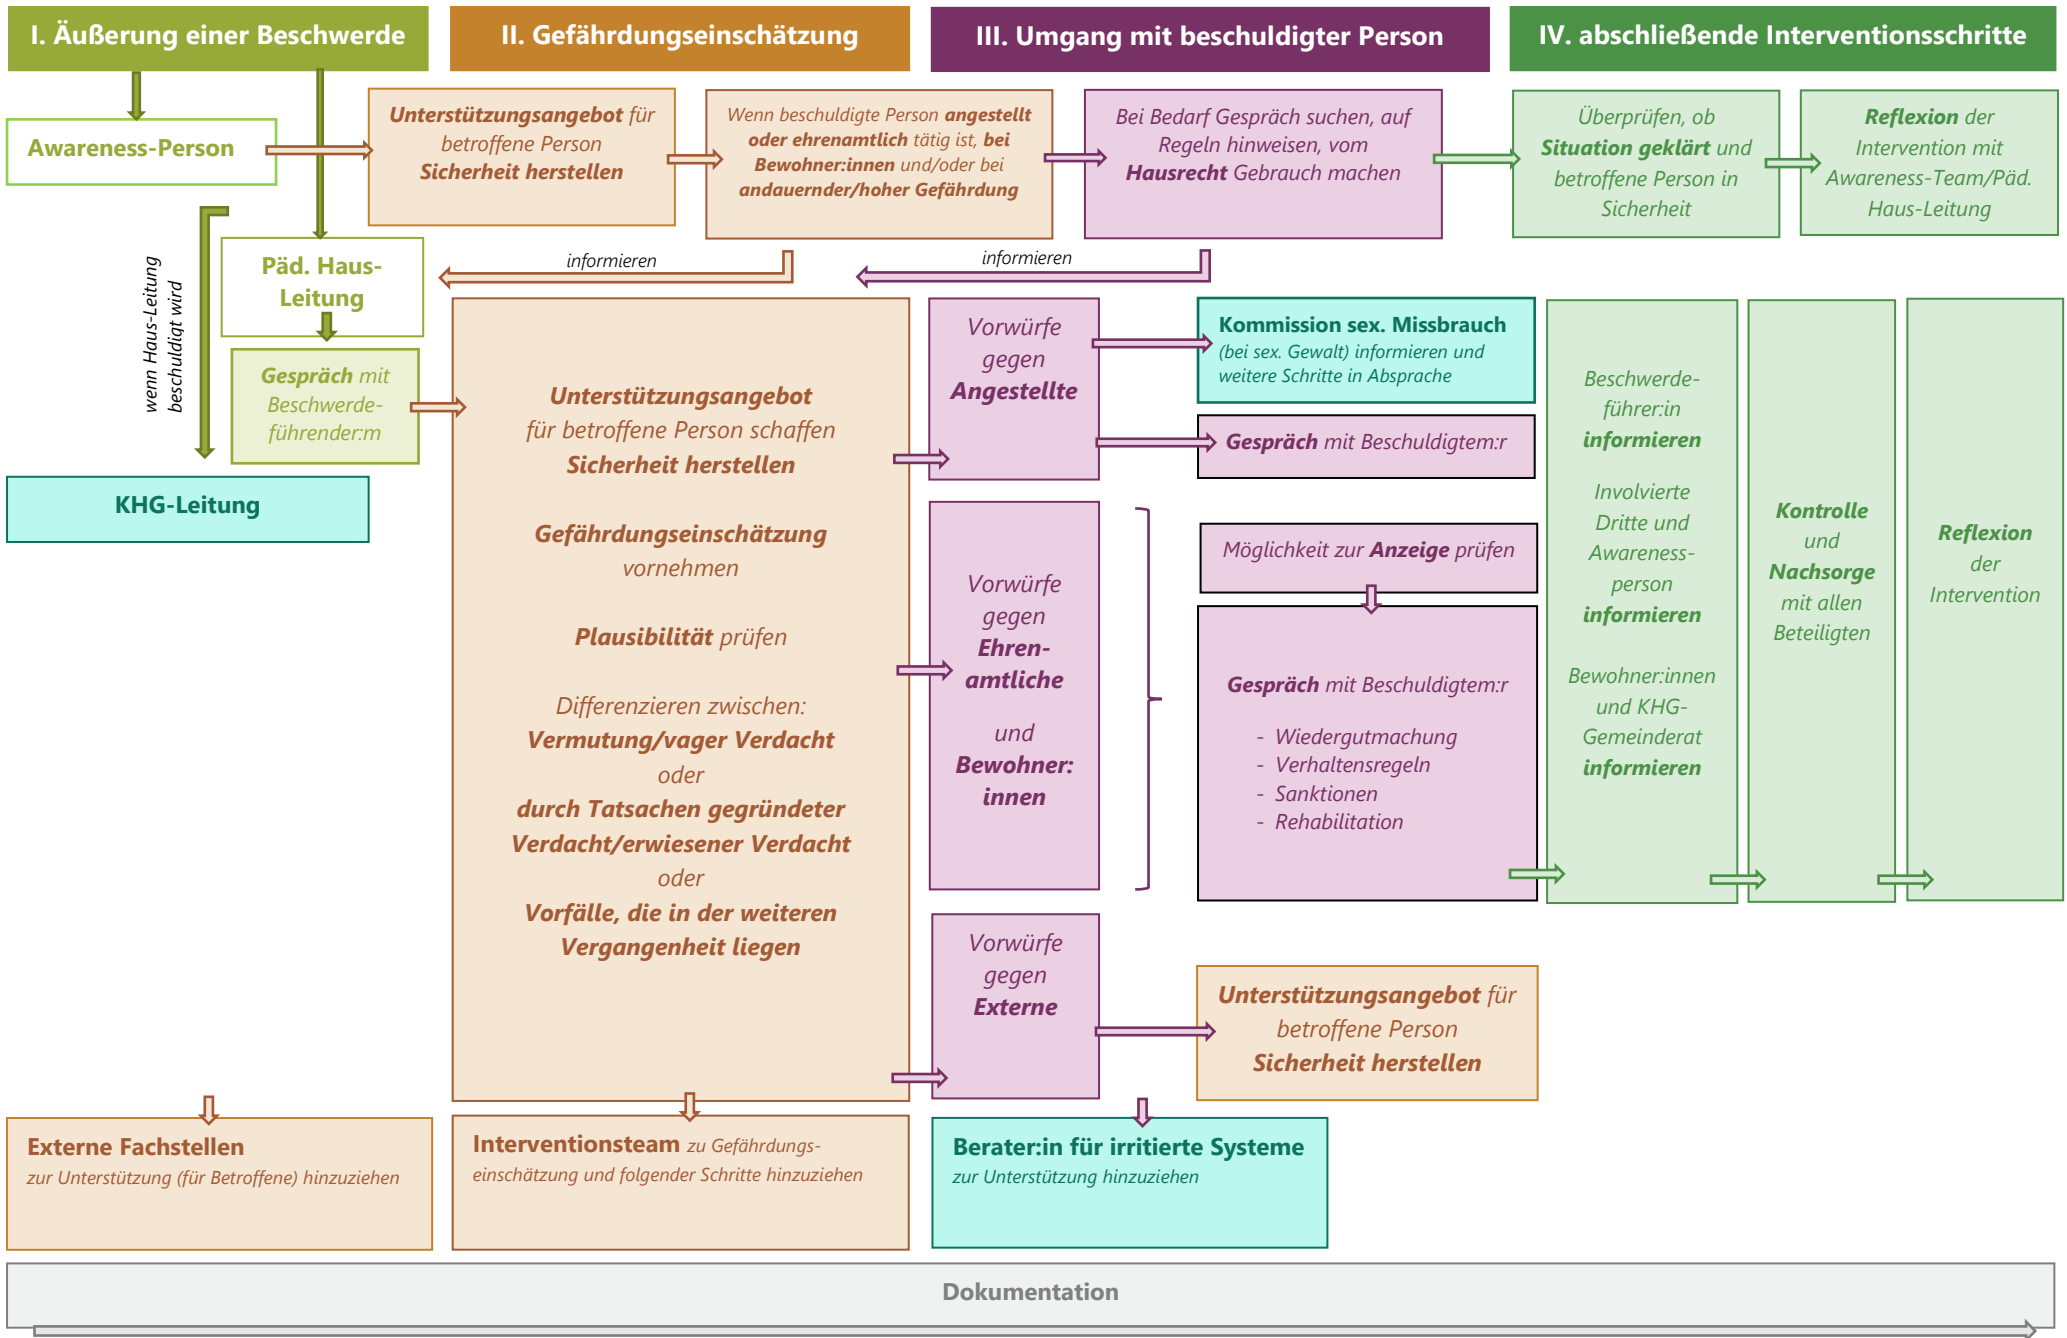 I. Äußerung einer Beschwerde
II. Gefährdungseinschätzung
III. Umgang mit beschuldigter Person
IV. abschließende Interventionsschritte
Awareness-Person
Unterstützungsangebot für
betroffene Person
Sicherheit herstellen
Wenn beschuldigte Person angestellt
oder ehrenamtlich tätig ist, bei
Bewohner:innen und/oder bei
andauernder/hoher Gefährdung
Bei Bedarf Gespräch suchen, auf
Regeln hinweisen, vom
Hausrecht Gebrauch machen
Überprüfen, ob
Situation geklärt und
betroffene Person in
Sicherheit
Reflexion der
Intervention mit
Awareness-Team/Päd.
Haus-Leitung
informieren
informieren
wenn Haus-Leitung
beschuldigt wird
Päd. Haus-
Leitung
Gespräch mit
Beschwerde-
führender:m
KHG-Leitung
Unterstützungsangebot
für betroffene Person schaffen
Sicherheit herstellen
Gefährdungseinschätzung
vornehmen
Plausibilität prüfen
Differenzieren zwischen:
Vermutung/vager Verdacht
oder
durch Tatsachen gegründeter
Verdacht/erwiesener Verdacht
oder
Vorfälle, die in der weiteren
Vergangenheit liegen
Vorwürfe
gegen
Angestellte
Kommission sex. Missbrauch
(bei sex. Gewalt) informieren und
weitere Schritte in Absprache
Gespräch mit Beschuldigtem:r
Vorwürfe
gegen
Ehren-
amtliche
und
Bewohner:
innen
Möglichkeit zur Anzeige prüfen
Gespräch mit Beschuldigtem:r
- Wiedergutmachung
- Verhaltensregeln
- Sanktionen
- Rehabilitation
Vorwürfe
gegen
Externe
Unterstützungsangebot für
betroffene Person
Sicherheit herstellen
Beschwerde-
führer:in
informieren
Involvierte
Dritte und
Awareness-
person
informieren
Bewohner:innen
und KHG-
Gemeinderat
informieren
Kontrolle
und
Nachsorge
mit allen
Beteiligten
Reflexion
der
Intervention
Externe Fachstellen
zur Unterstützung (für Betroffene) hinzuziehen
Interventionsteam zu Gefährdungs-
einschätzung und folgender Schritte hinzuziehen
Berater:in für irritierte Systeme
zur Unterstützung hinzuziehen
Dokumentation